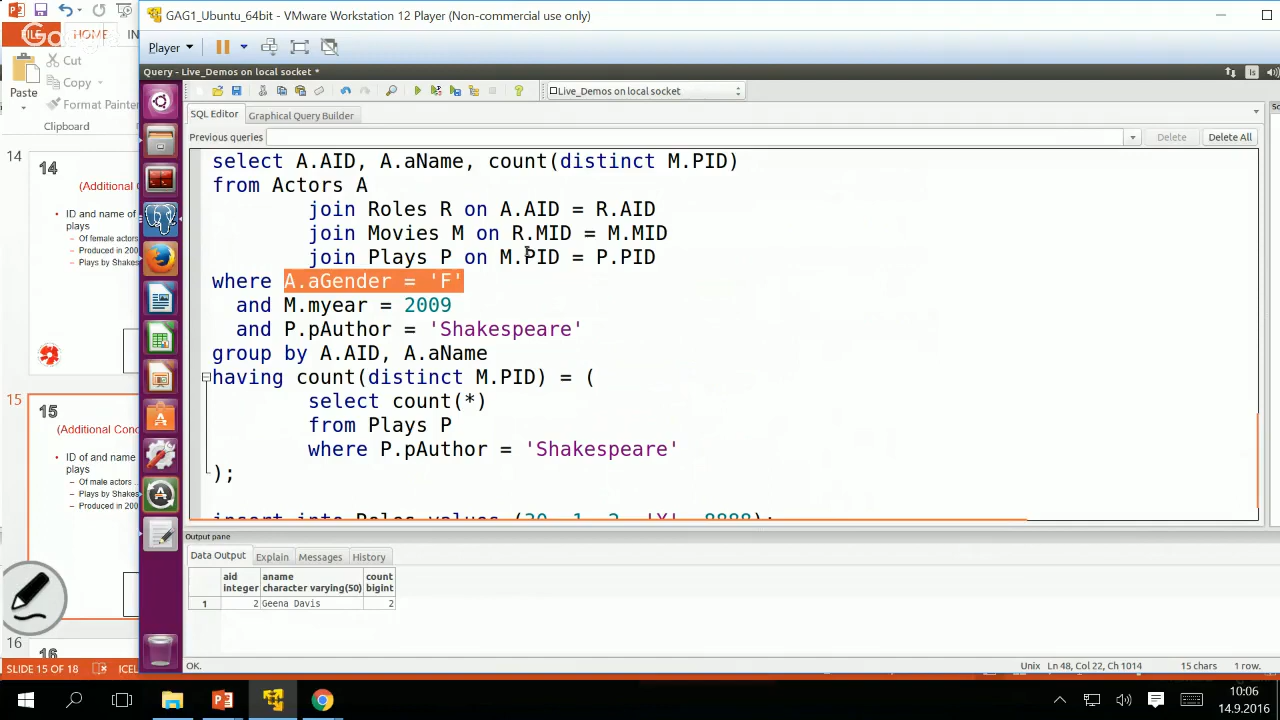 GAG1_Ubuntu_64bit - VMware Workstation 12 Player (Non-commercial use only)
FILE
HOME
IN
Player
Cut
Copy
Paste
Format Painter
Clipboard
Query - Live_Demos on local socket *
Live_Demos on local socket
SQL Editor
Graphical Query Builder
Previous queries
Delete
Delete All
14
14
(Additional
ID and name of
plays
Of female actors
Produced in 200
Plays by Shakes
15
15
(Additional Conc
ID of and name
plays
Of male actors ..
Plays by Shakes
Produced in 200
16
select A.AID, A.aName, count(distinct M.PID)
from Actors A
join Roles R on A.AID = R.AID
join Movies M on R.MID = M.MID
join Plays P on M.PID = P.PID
where A.aGender = 'F'
and M.myear = 2009
and P.pAuthor = 'Shakespeare'
group by A.AID, A.aName
having count(distinct M.PID) = (
select count(*)
from Plays P
where P.pAuthor = 'Shakespeare'
);
insert into Roles values (30, 1, 2, 'X', 8888);
Output pane
Data Output
Explain
Messages
History
aid
integer
aname
character varying(50)
count
bigint
1 2 Geena Davis 2
OK.
Unix Ln 48, Col 22, Ch 1014 15 chars 1 row.
SLIDE 15 OF 18
ICEL
10:06
14.9.2016